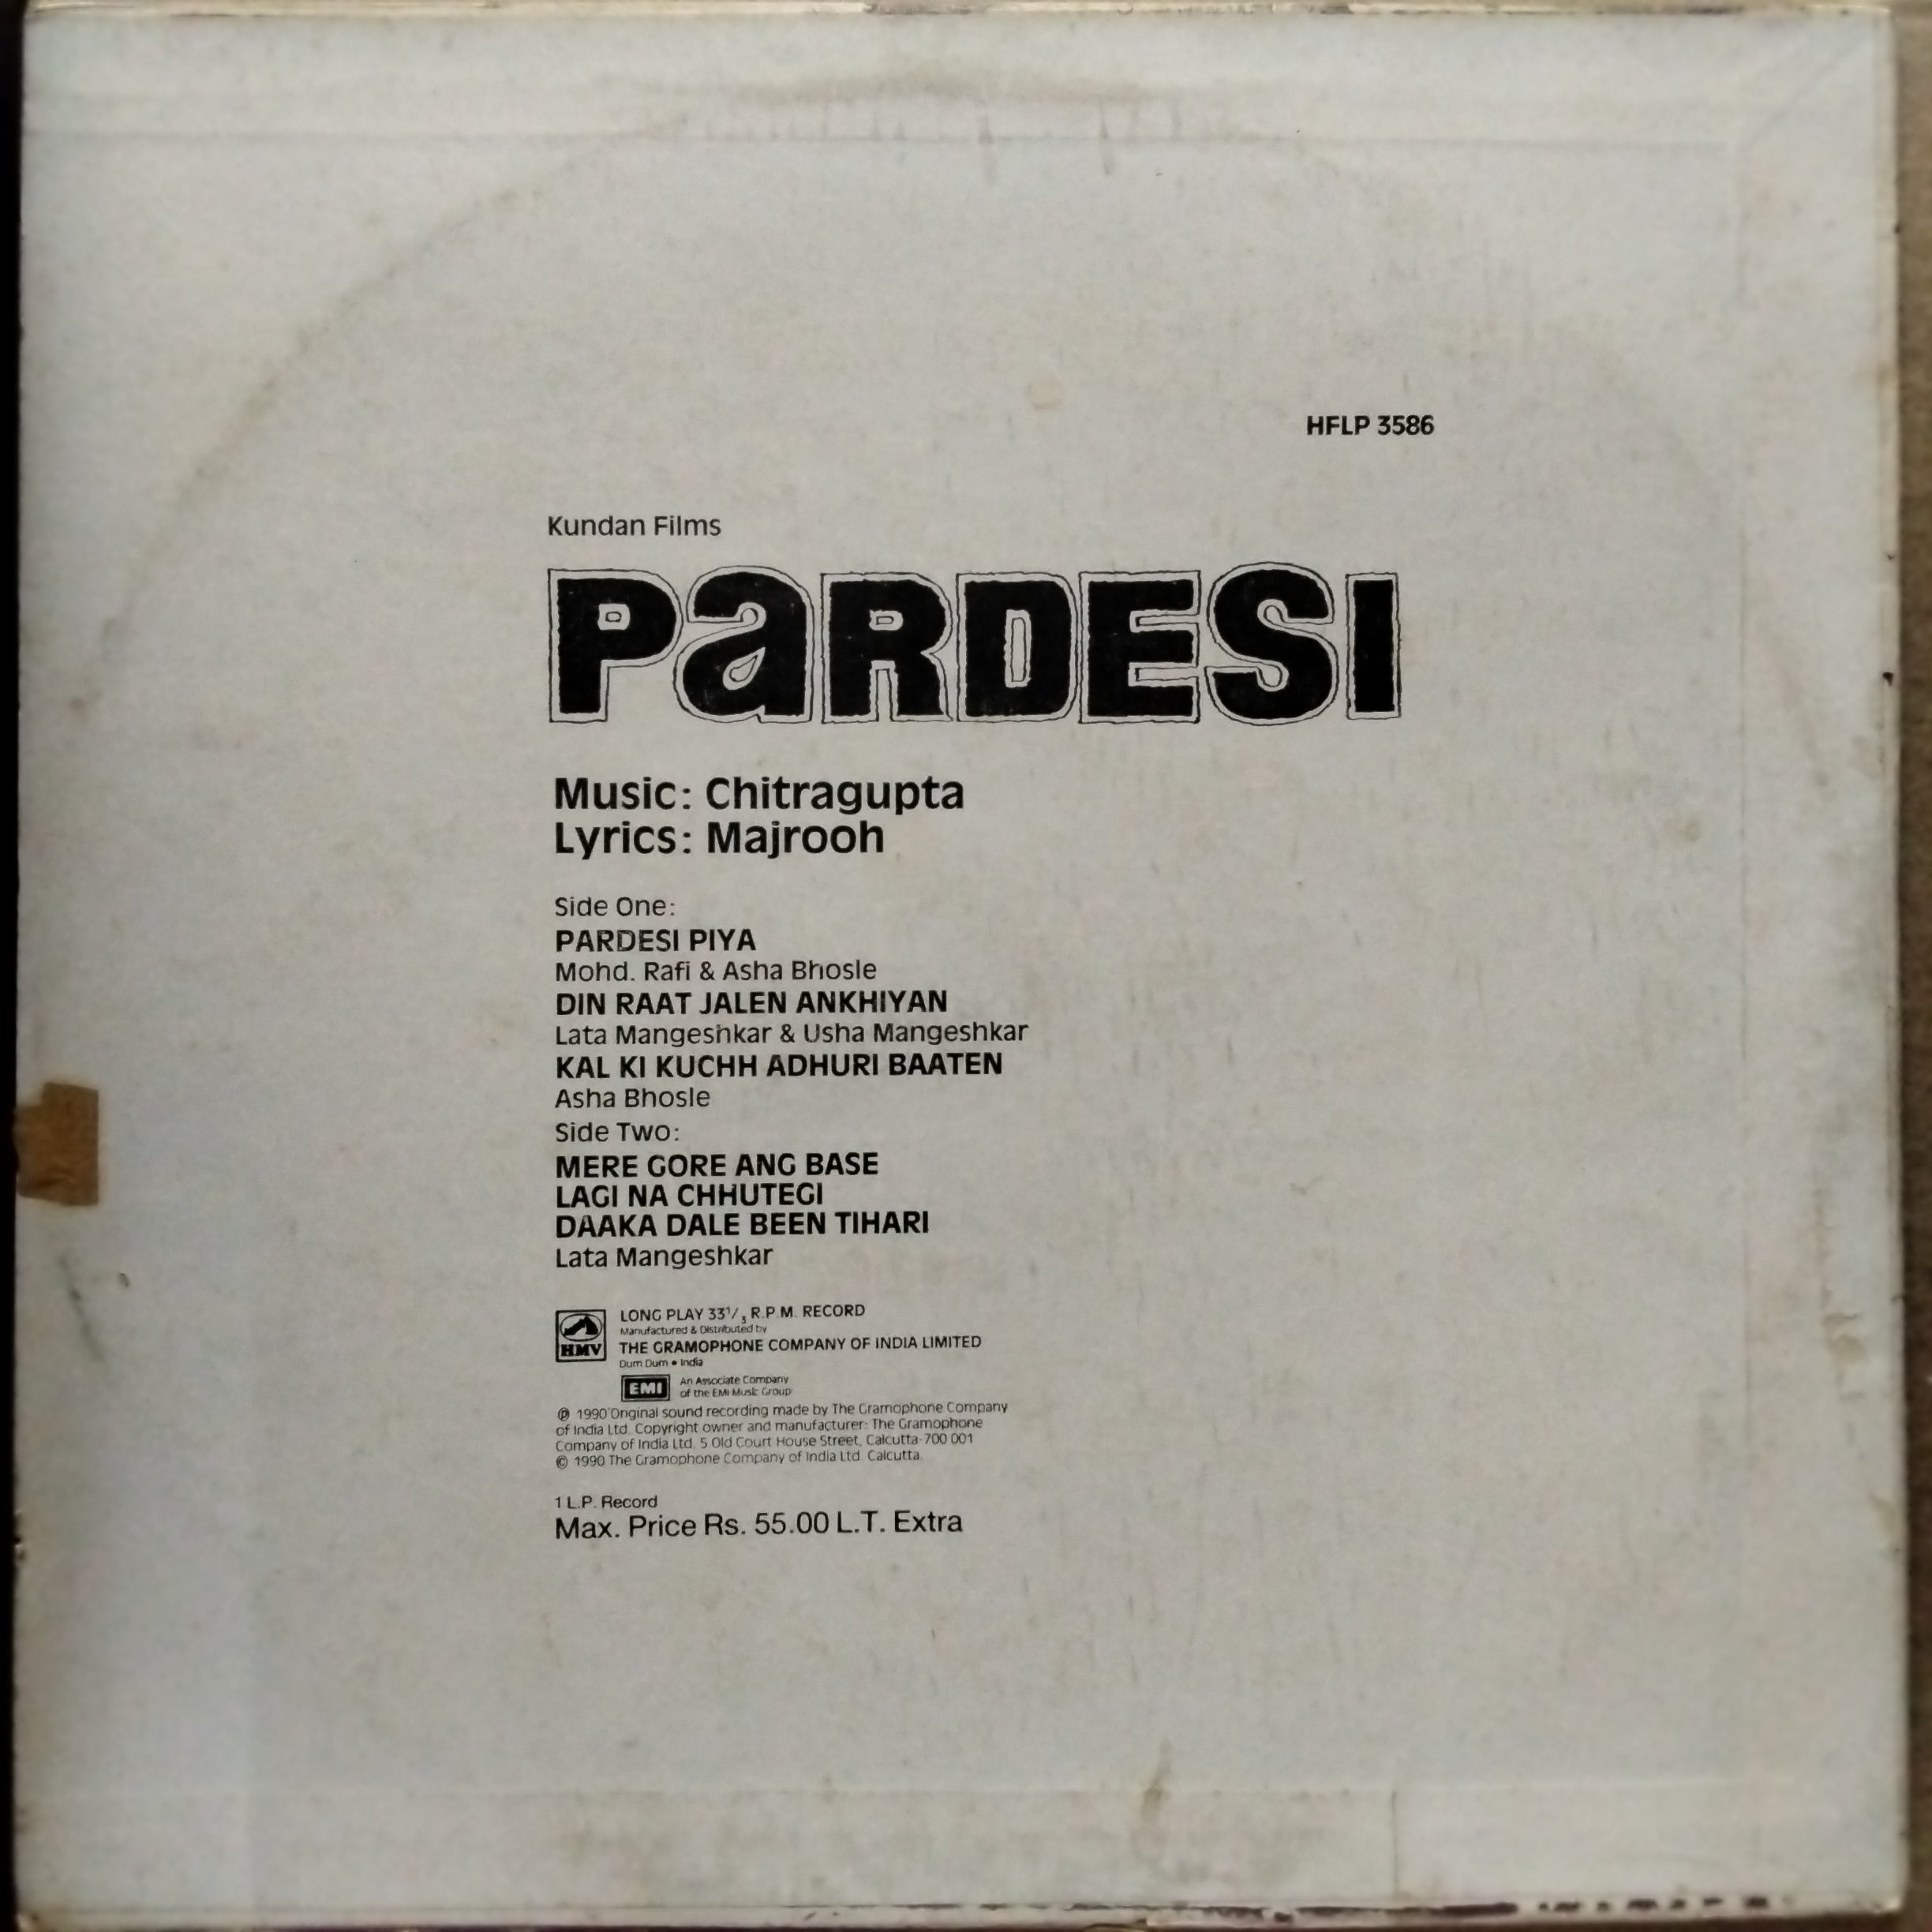 HFLP 3586
Kundan Films
PaRDESI
Music: Chitragupta
Lyrics: Majrooh
Side One:
PARDESI PIYA
Mohd. Rafi & Asha Bhosle
DIN RAAT JALEN ANKHIYAN
Lata Mangeshkar & Usha Mangeshkar
KAL KI KUCHH ADHURI BAATEN
Asha Bhosle
Side Two:
MERE GORE ANG BASE
LAGI NA CHHUTEGI
DAAKA DALE BEEN TIHARI
Lata Mangeshkar
HMV
LONG PLAY 33 1/3 R.P.M. RECORD
Manufactured & Distributed by
THE GRAMOPHONE COMPANY OF INDIA LIMITED
Dum Dum • India
EMI
An Associate Company
of the EMI Music Group
℗ 1990 Original sound recording made by The Gramophone Company
of India Ltd. Copyright owner and manufacturer: The Gramophone
Company of India Ltd. 5 Old Court House Street, Calcutta-700 001
© 1990 The Gramophone Company of India Ltd. Calcutta.
1 L.P. Record
Max. Price Rs. 55.00 L.T. Extra